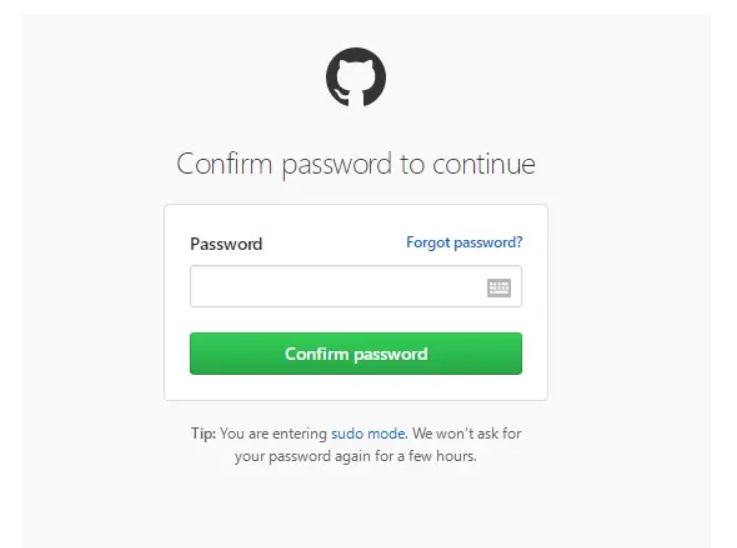 Confirm password to continue
Password
Forgot password?
Confirm password
Tip: You are entering sudo mode. We won't ask for
your password again for a few hours.